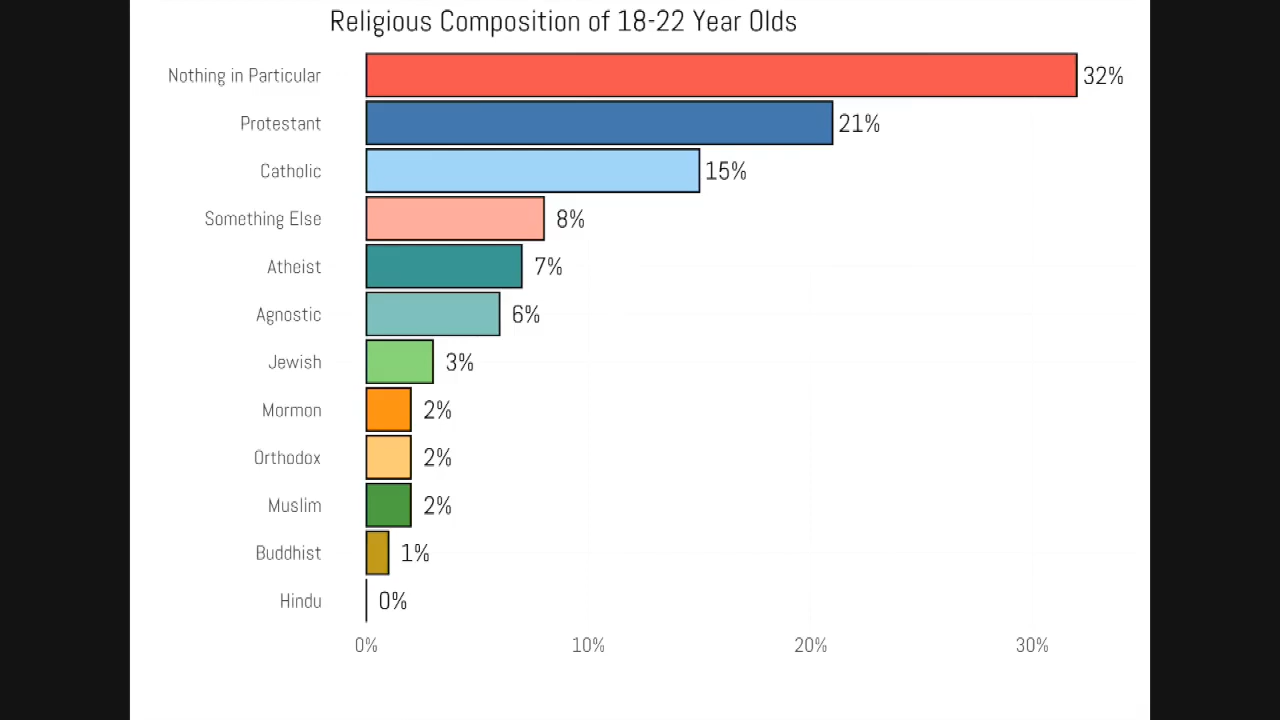 Religious Composition of 18-22 Year Olds
Nothing in Particular 32%
Protestant 21%
Catholic 15%
Something Else 8%
Atheist 7%
Agnostic 6%
Jewish 3%
Mormon 2%
Orthodox 2%
Muslim 2%
Buddhist 1%
Hindu 0%
0% 10% 20% 30%